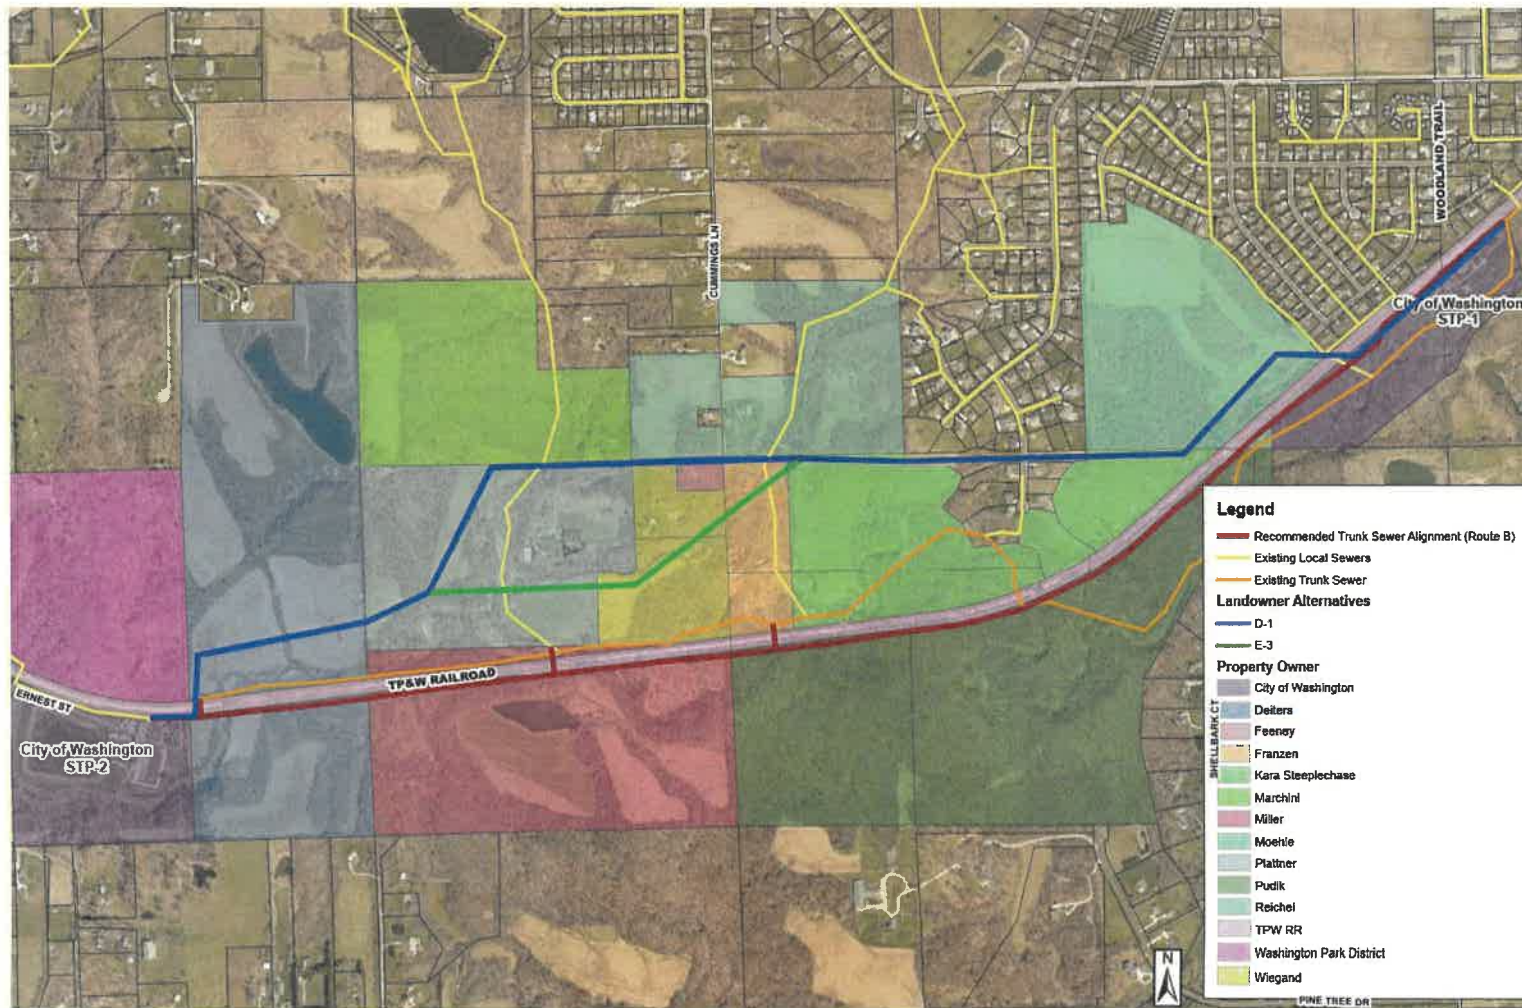 WOODLAND TRAIL
CUMMINGS LN
City of Washington
STP-1
Legend
Recommended Trunk Sewer Alignment (Route B)
Existing Local Sewers
Existing Trunk Sewer
Landowner Alternatives
D-1
E-3
Property Owner
City of Washington
Deiters
Feeney
Franzen
Kara Steeplechase
Marchini
Miller
Moehle
Plattner
Pudik
Reichel
TPW RR
Washington Park District
Wiegand
SHELLBARK CT
TP&W RAILROAD
ERNEST ST
City of Washington
STP-2
N
PINE TREE DR